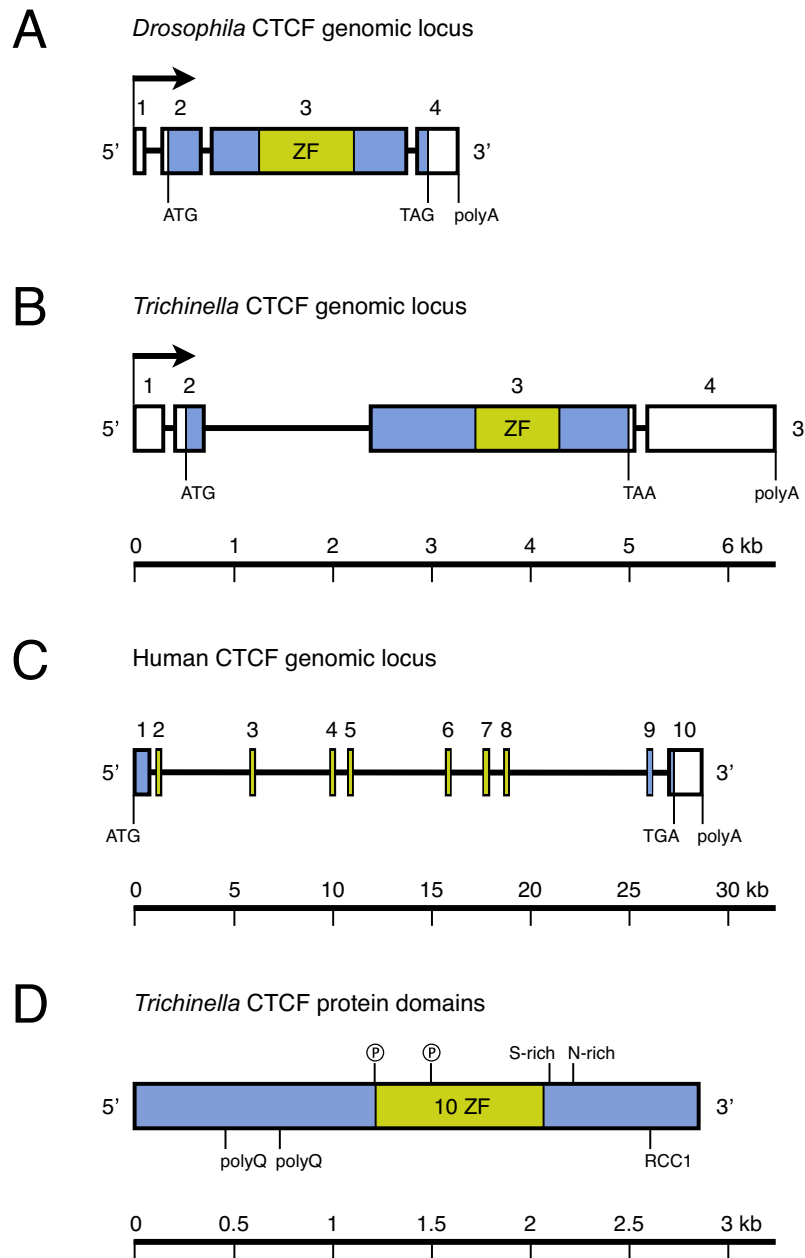 A
Drosophila CTCF genomic locus
1 2 3 4
5’ ZF 3’
ATG TAG polyA
B
Trichinella CTCF genomic locus
1 2 3 4
5’ ZF 3
ATG TAA polyA
0 1 2 3 4 5 6 kb
C
Human CTCF genomic locus
1 2 3 4 5 6 7 8 9 10
5’ 3’
ATG TGA polyA
0 5 10 15 20 25 30 kb
D
Trichinella CTCF protein domains
P P S-rich N-rich
5’ 10 ZF 3’
polyQ polyQ RCC1
0 0.5 1 1.5 2 2.5 3 kb